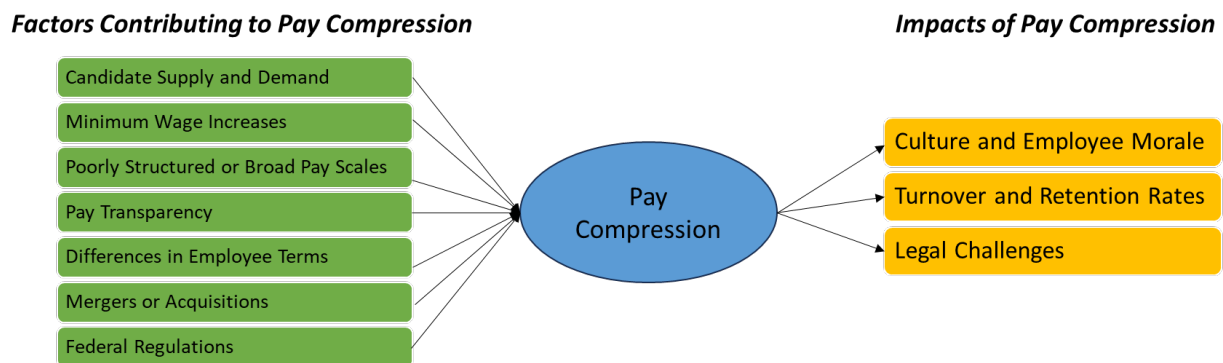 Factors Contributing to Pay Compression
Candidate Supply and Demand
Minimum Wage Increases
Poorly Structured or Broad Pay Scales
Pay Transparency
Differences in Employee Terms
Mergers or Acquisitions
Federal Regulations
Pay
Compression
Impacts of Pay Compression
Culture and Employee Morale
Turnover and Retention Rates
Legal Challenges